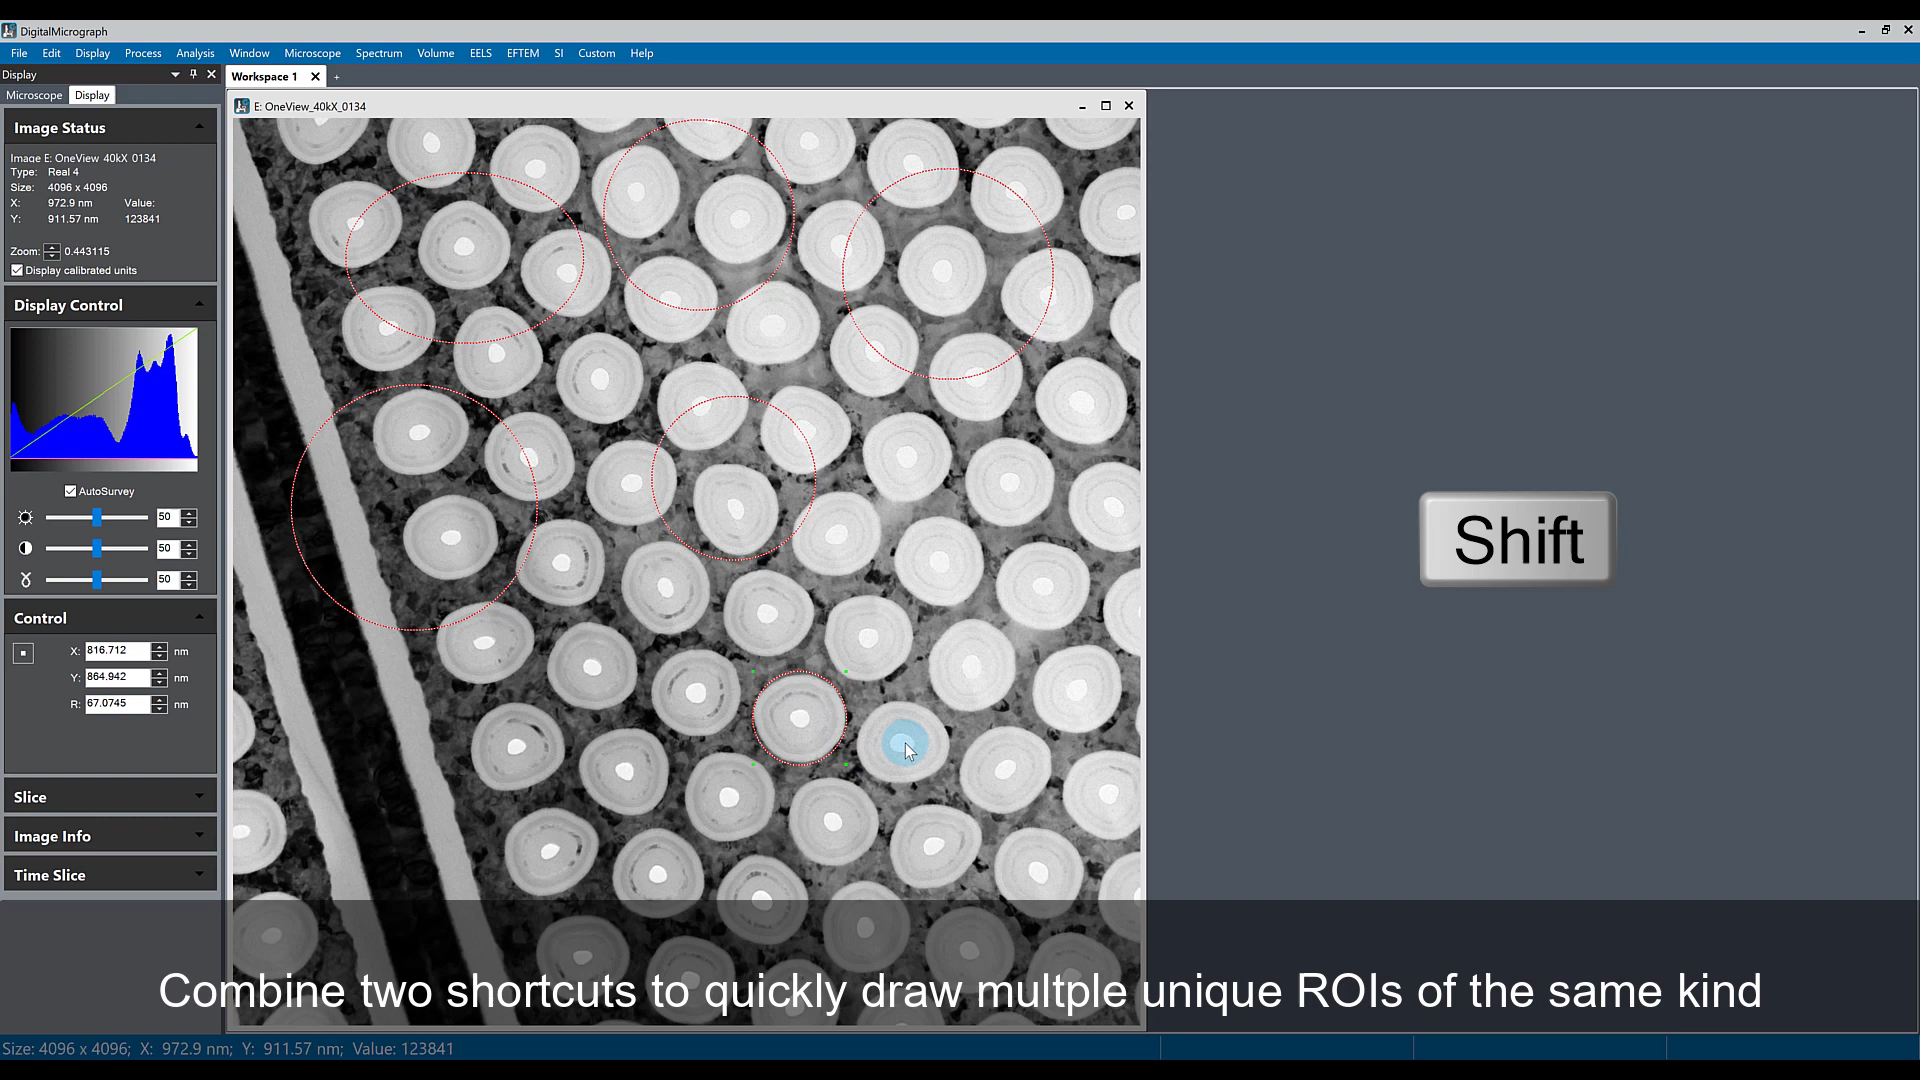 DigitalMicrograph
File Edit Display Process Analysis Window Microscope Spectrum Volume EELS EFTEM SI Custom Help
Display
Workspace 1 +
Microscope Display
E: OneView_40kX_0134
Image Status
Image E: OneView 40kX 0134
Type: Real 4
Size: 4096 x 4096
X: 972.9 nm Value:
Y: 911.57 nm 123841
Zoom: 0.443115
Display calibrated units
Display Control
AutoSurvey
50
50
50
Control
X: 816.712 nm
Y: 864.942 nm
R: 67.0745 nm
Slice
Image Info
Time Slice
Shift
Combine two shortcuts to quickly draw multple unique ROIs of the same kind
Size: 4096 x 4096; X: 972.9 nm; Y: 911.57 nm; Value: 123841